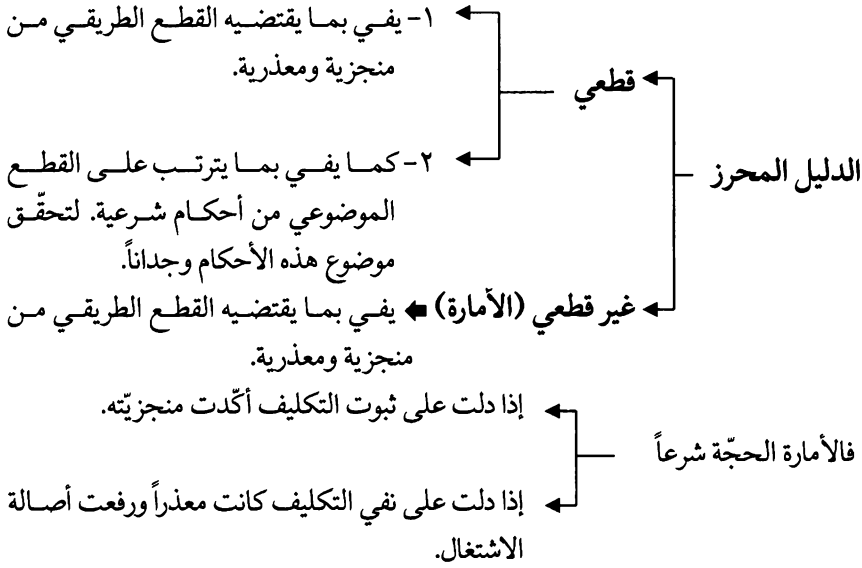 ١- يفي بما يقتضيه القطع الطريقي من
منجزية ومعذرية.
قطعي
٢- كما يفي بما يترتب على القطع
الدليل المحرز
الموضوعي من أحكام شرعية. لتحقّق
موضوع هذه الأحكام وجداناً.
غير قطعي (الأمارة) يفي بما يقتضيه القطع الطريقي من
منجزية ومعذرية.
إذا دلت على ثبوت التكليف أكّدت منجزيّته.
فالأمارة الحجّة شرعاً
إذا دلت على نفي التكليف كانت معذراً ورفعت أصالة
الاشتغال.